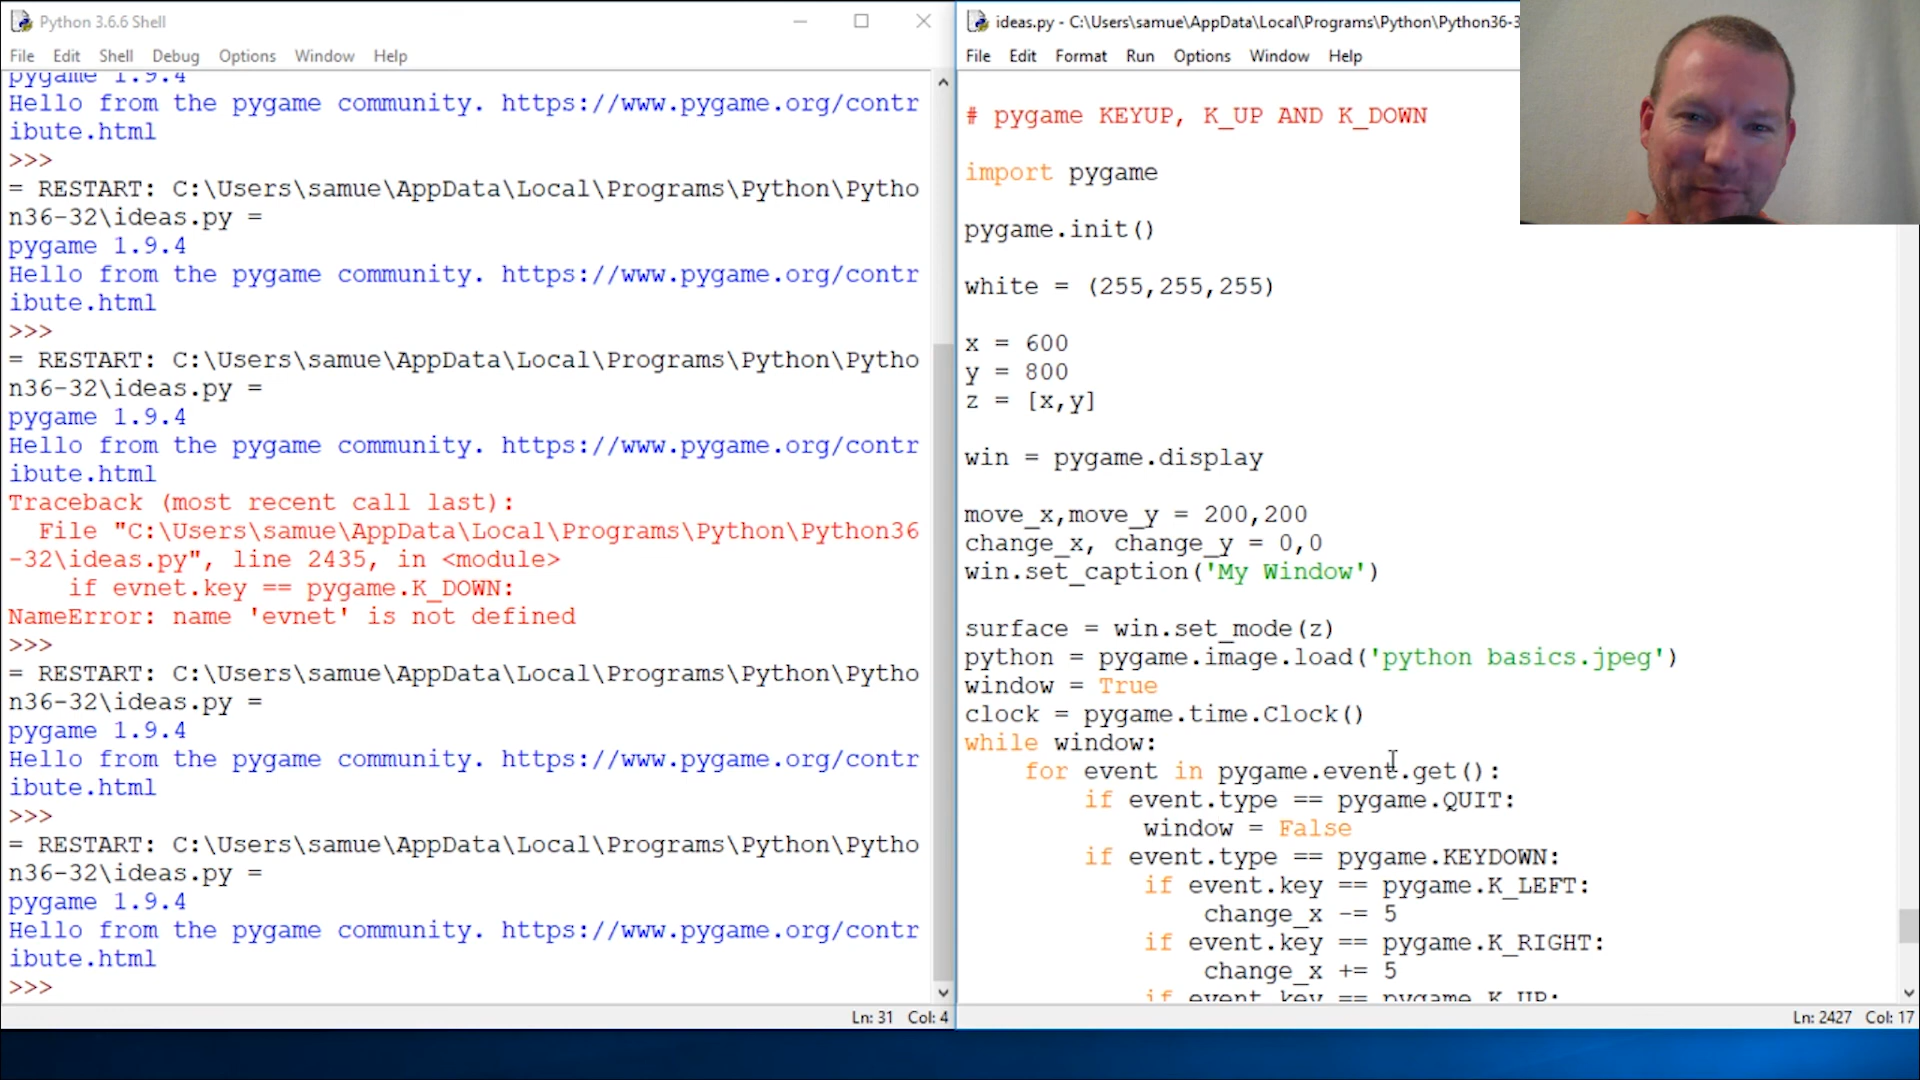 Python 3.6.6 Shell
File Edit Shell Debug Options Window Help
pygame 1.9.4
Hello from the pygame community. https://www.pygame.org/contr
ibute.html
>>>
= RESTART: C:\Users\samue\AppData\Local\Programs\Python\Pytho
n36-32\ideas.py =
pygame 1.9.4
Hello from the pygame community. https://www.pygame.org/contr
ibute.html
>>>
= RESTART: C:\Users\samue\AppData\Local\Programs\Python\Pytho
n36-32\ideas.py =
pygame 1.9.4
Hello from the pygame community. https://www.pygame.org/contr
ibute.html
Traceback (most recent call last):
  File "C:\Users\samue\AppData\Local\Programs\Python\Python36
-32\ideas.py", line 2435, in <module>
    if evnet.key == pygame.K_DOWN:
NameError: name 'evnet' is not defined
>>>
= RESTART: C:\Users\samue\AppData\Local\Programs\Python\Pytho
n36-32\ideas.py =
pygame 1.9.4
Hello from the pygame community. https://www.pygame.org/contr
ibute.html
>>>
= RESTART: C:\Users\samue\AppData\Local\Programs\Python\Pytho
n36-32\ideas.py =
pygame 1.9.4
Hello from the pygame community. https://www.pygame.org/contr
ibute.html
>>>
Ln: 31 Col: 4
ideas.py - C:\Users\samue\AppData\Local\Programs\Python\Python36-3
File Edit Format Run Options Window Help
# pygame KEYUP, K_UP AND K_DOWN
import pygame
pygame.init()
white = (255,255,255)
x = 600
y = 800
z = [x,y]
win = pygame.display
move_x,move_y = 200,200
change_x, change_y = 0,0
win.set_caption('My Window')
surface = win.set_mode(z)
python = pygame.image.load('python basics.jpeg')
window = True
clock = pygame.time.Clock()
while window:
    for event in pygame.event.get():
        if event.type == pygame.QUIT:
            window = False
        if event.type == pygame.KEYDOWN:
            if event.key == pygame.K_LEFT:
                change_x -= 5
            if event.key == pygame.K_RIGHT:
                change_x += 5
            if event.key == pygame.K_UP:
Ln: 2427 Col: 17